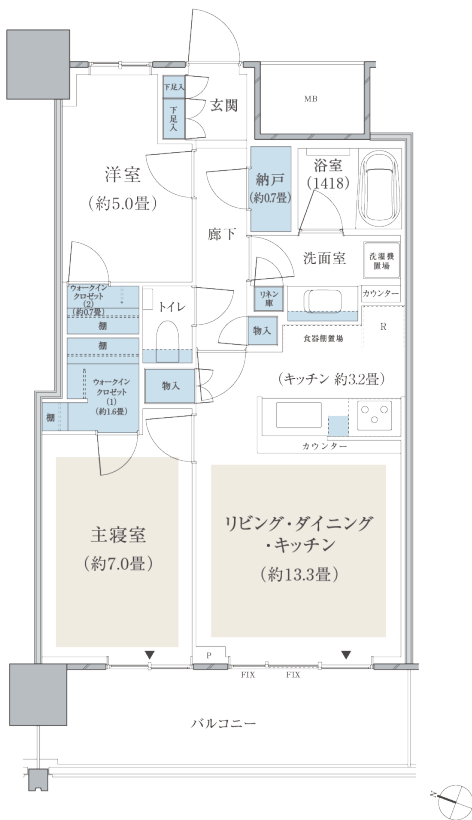 下足入
下足入
玄関
MB
洋室
(約5.0畳)
納戸
(約0.7畳)
浴室
(1418)
廊下
洗面室
洗濯機
置場
カウンター
ウォークイン
クロゼット
(2)
(約0.7畳)
棚
トイレ
リネン
庫
物入
食器棚置場
R
棚
ウォークイン
クロゼット
(1)
(約1.6畳)
棚
物入
(キッチン 約3.2畳)
カウンター
主寝室
(約7.0畳)
リビング・ダイニング
・キッチン
(約13.3畳)
P
FIX
FIX
バルコニー
N